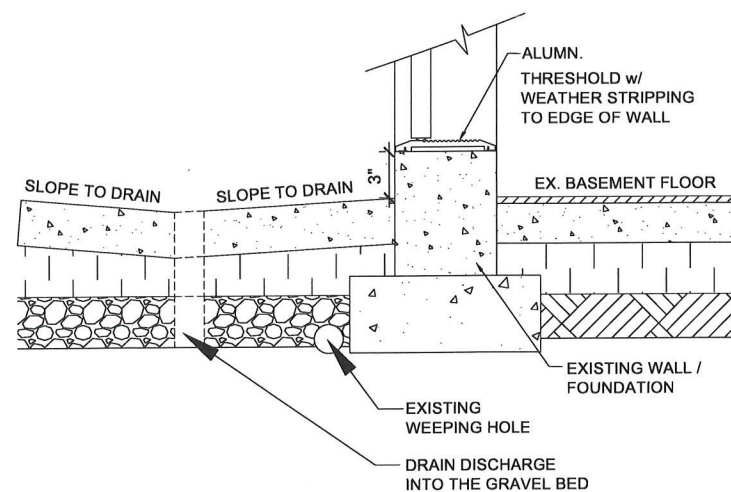 ALUMN.
THRESHOLD w/
WEATHER STRIPPING
TO EDGE OF WALL
3"
SLOPE TO DRAIN
SLOPE TO DRAIN
EX. BASEMENT FLOOR
EXISTING WALL /
FOUNDATION
EXISTING
WEEPING HOLE
DRAIN DISCHARGE
INTO THE GRAVEL BED